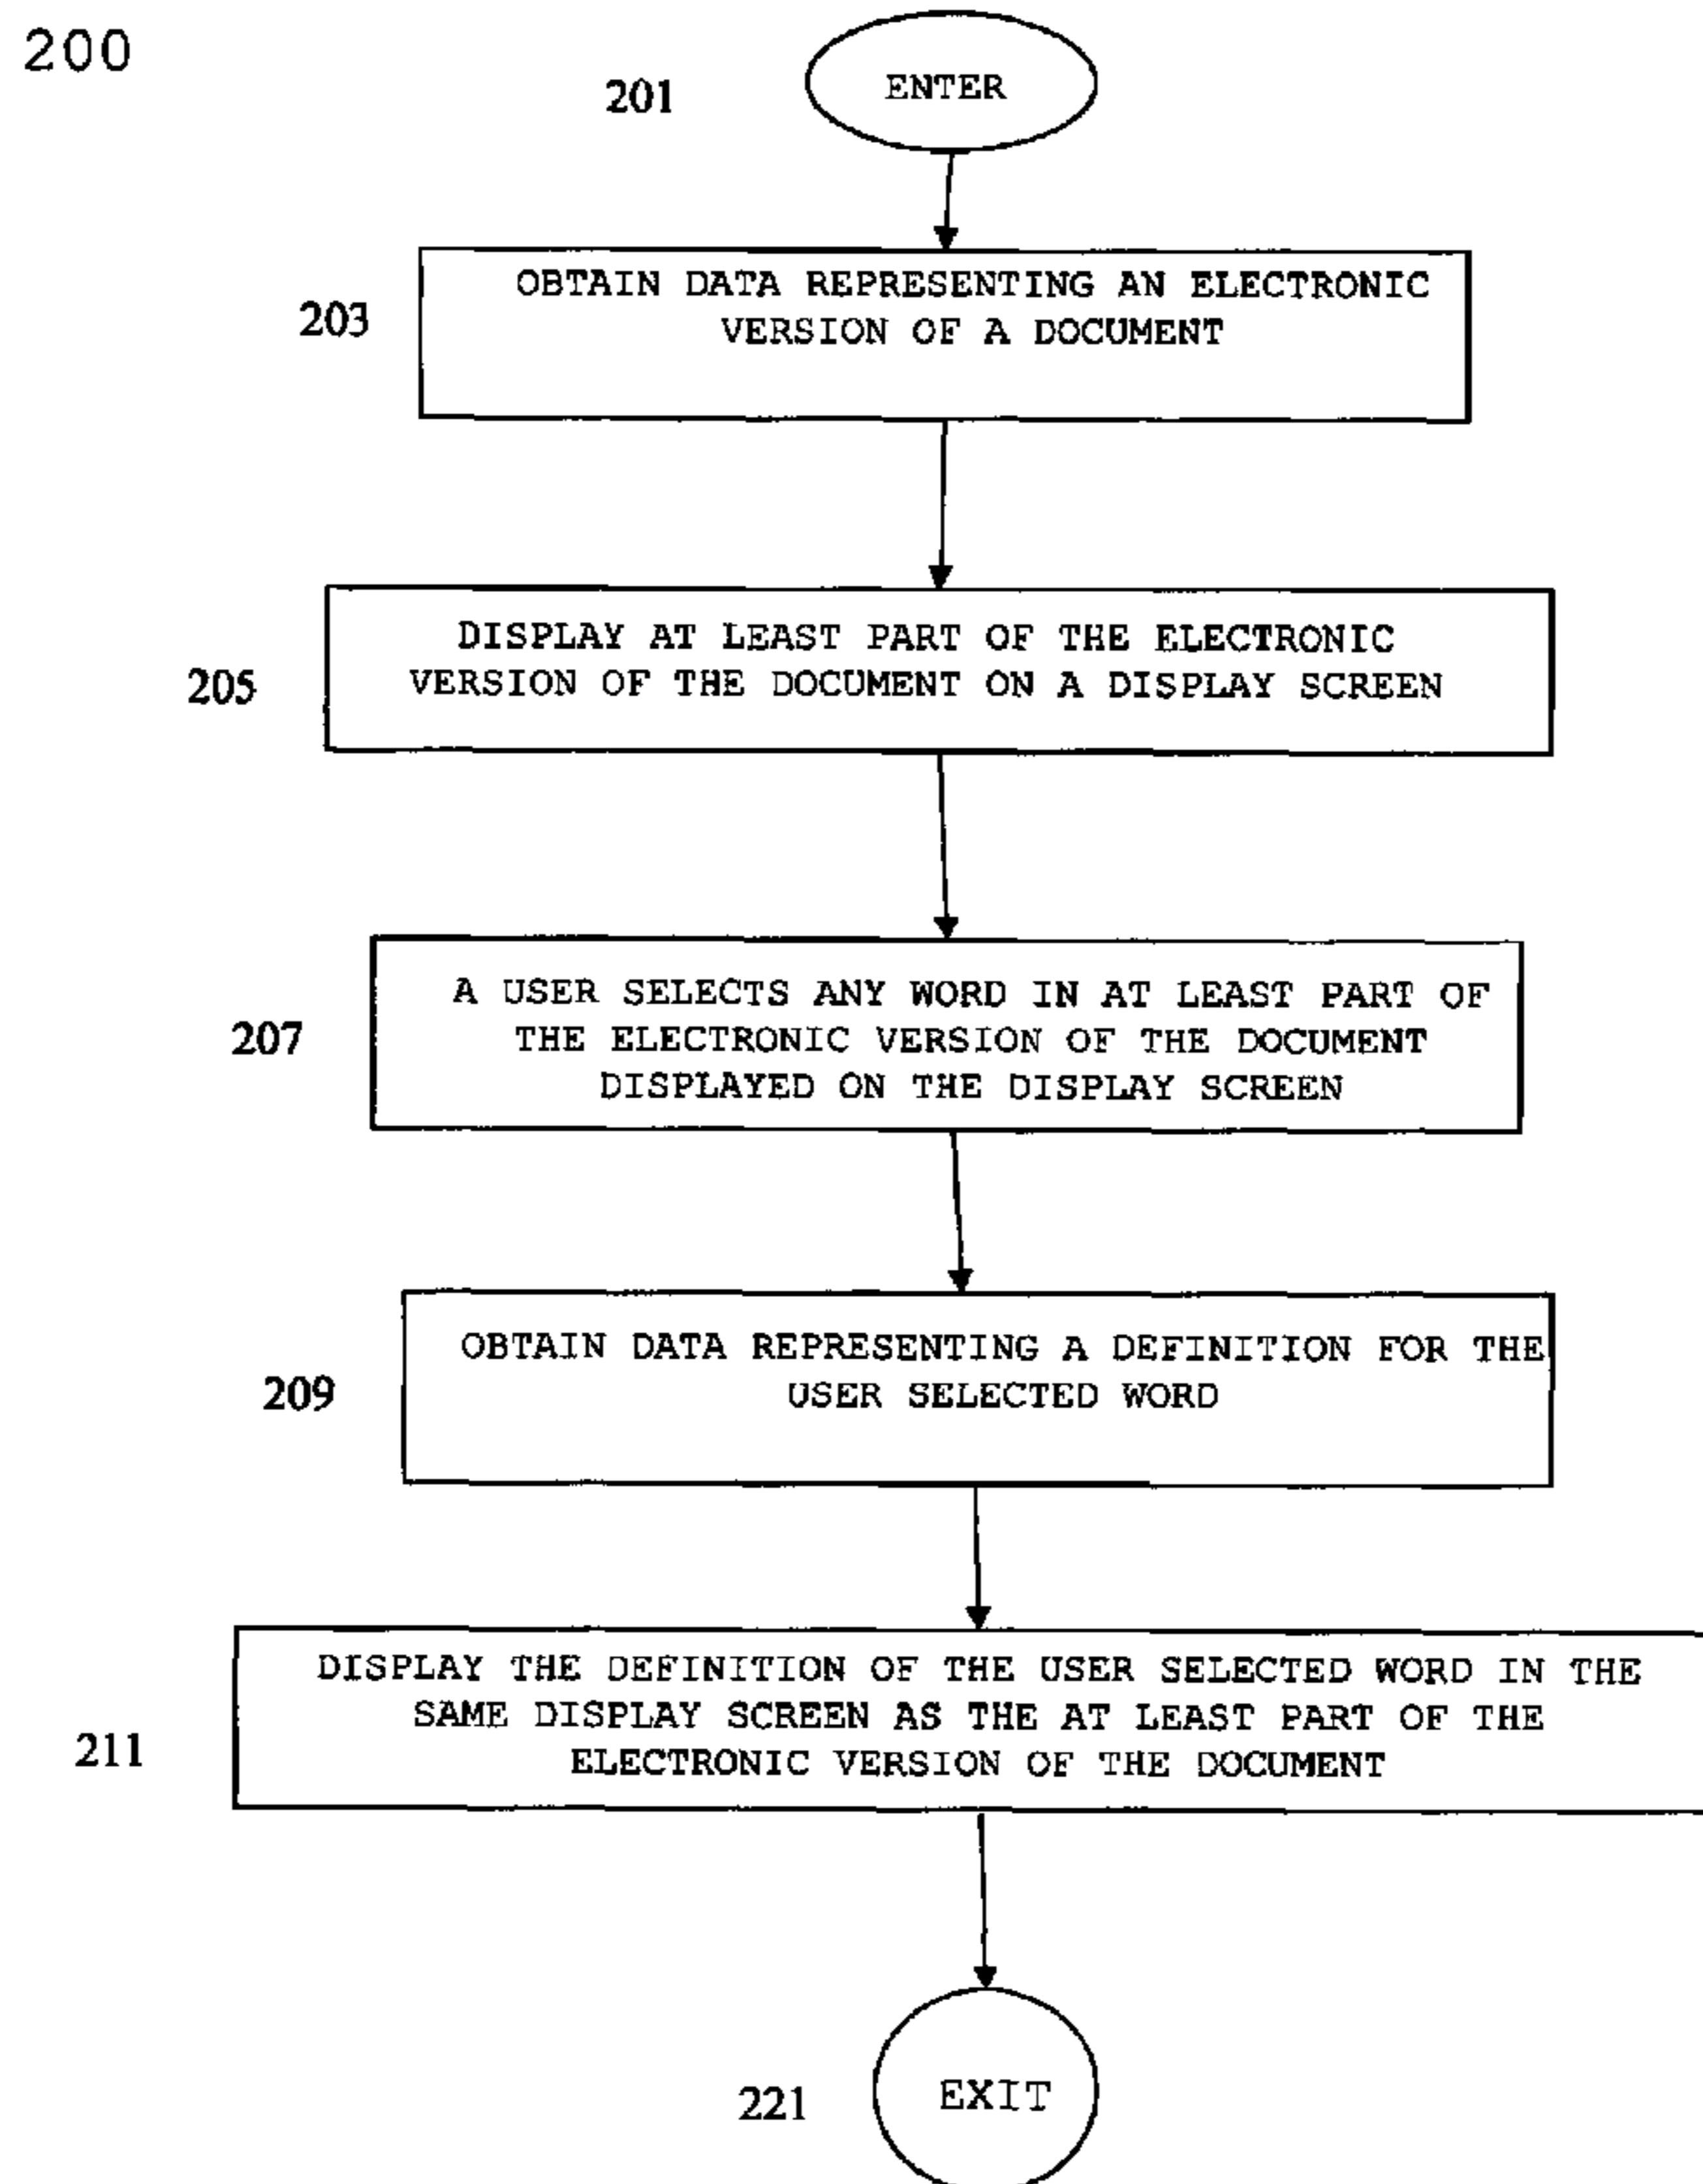 200
201
ENTER
203
OBTAIN DATA REPRESENTING AN ELECTRONIC
VERSION OF A DOCUMENT
205
DISPLAY AT LEAST PART OF THE ELECTRONIC
VERSION OF THE DOCUMENT ON A DISPLAY SCREEN
207
A USER SELECTS ANY WORD IN AT LEAST PART OF
THE ELECTRONIC VERSION OF THE DOCUMENT
DISPLAYED ON THE DISPLAY SCREEN
209
OBTAIN DATA REPRESENTING A DEFINITION FOR THE
USER SELECTED WORD
211
DISPLAY THE DEFINITION OF THE USER SELECTED WORD IN THE
SAME DISPLAY SCREEN AS THE AT LEAST PART OF THE
ELECTRONIC VERSION OF THE DOCUMENT
221
EXIT